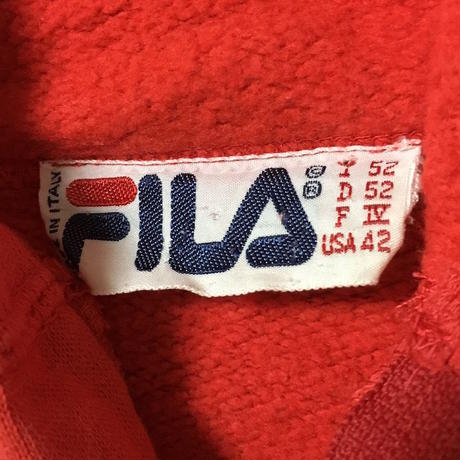 IN ITALY
FILA
© I 52
® D 52
F IV
USA 42